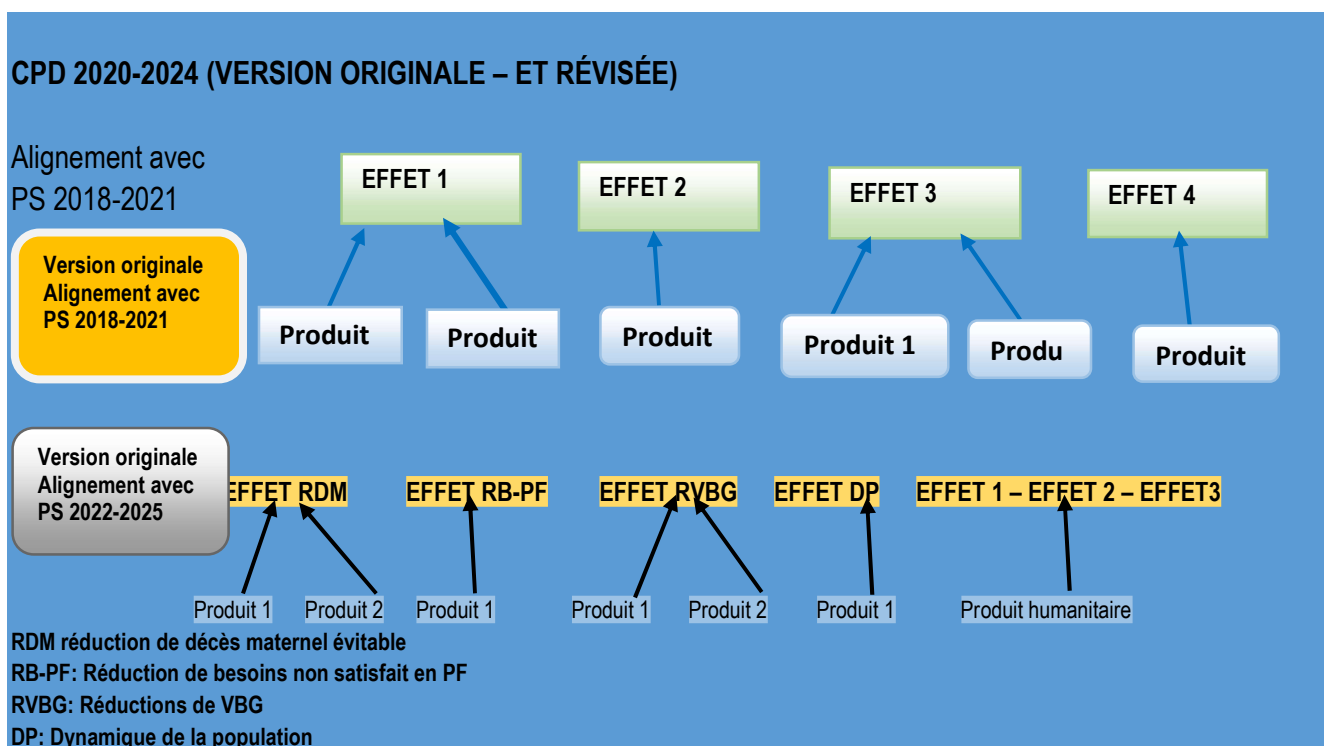 CPD 2020-2024 (VERSION ORIGINALE – ET RÉVISÉE)
Alignement avec
PS 2018-2021
EFFET 1
EFFET 2
EFFET 3
EFFET 4
Version originale
Alignement avec
PS 2018-2021
Produit
Produit
Produit
Produit 1
Produ
Produit
Version originale
Alignement avec
PS 2022-2025
EFFET RDM
EFFET RB-PF
EFFET RVBG
EFFET DP
EFFET 1 – EFFET 2 – EFFET3
Produit 1
Produit 2
Produit 1
Produit 1
Produit 2
Produit 1
Produit humanitaire
RDM réduction de décès maternel évitable
RB-PF: Réduction de besoins non satisfait en PF
RVBG: Réductions de VBG
DP: Dynamique de la population